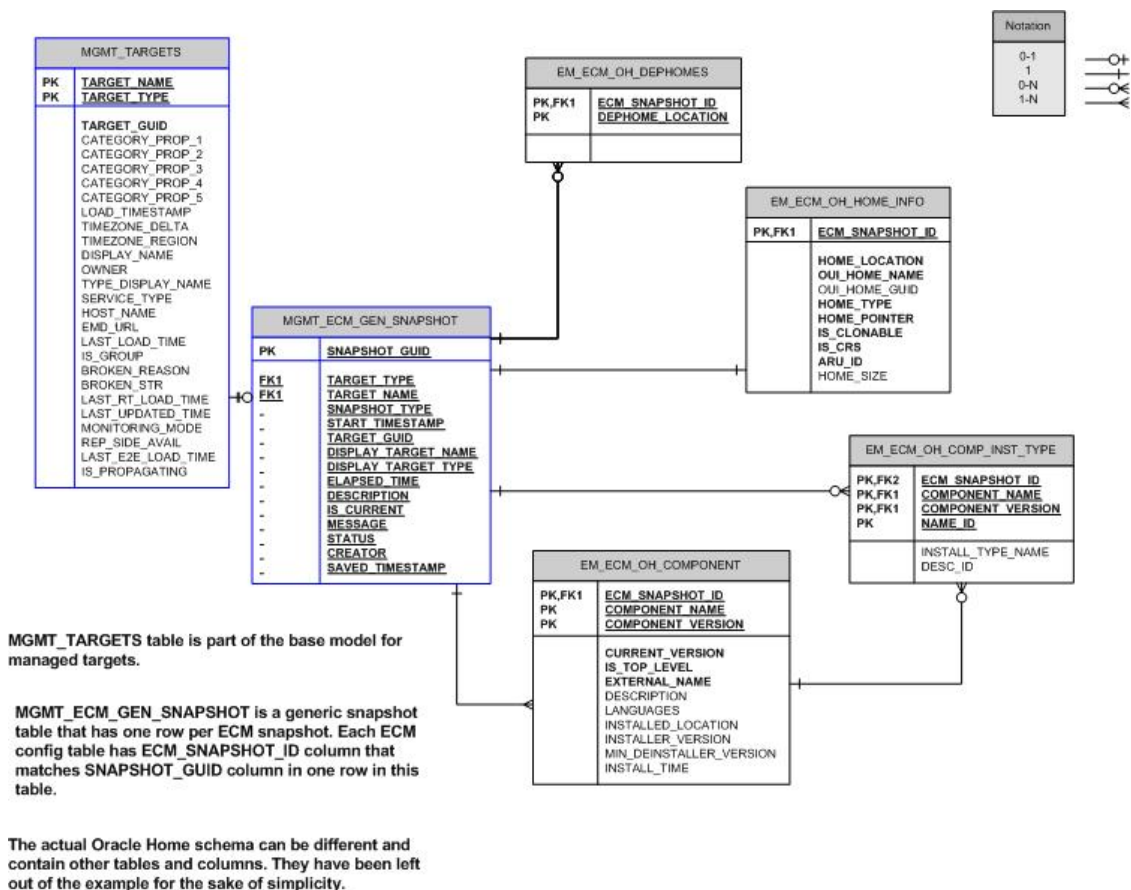 MGMT_TARGETS
PK TARGET_NAME
PK TARGET_TYPE
TARGET_GUID
CATEGORY_PROP_1
CATEGORY_PROP_2
CATEGORY_PROP_3
CATEGORY_PROP_4
CATEGORY_PROP_5
LOAD_TIMESTAMP
TIMEZONE_DELTA
TIMEZONE_REGION
DISPLAY_NAME
OWNER
TYPE_DISPLAY_NAME
SERVICE_TYPE
HOST_NAME
EMD_URL
LAST_LOAD_TIME
IS_GROUP
BROKEN_REASON
BROKEN_STR
LAST_RT_LOAD_TIME
LAST_UPDATED_TIME
MONITORING_MODE
REP_SIDE_AVAIL
LAST_E2E_LOAD_TIME
IS_PROPAGATING
EM_ECM_OH_DEPHOMES
PK,FK1 ECM_SNAPSHOT_ID
PK DEPHOME_LOCATION
Notation
0-1
1
0-N
1-N
EM_ECM_OH_HOME_INFO
PK,FK1 ECM_SNAPSHOT_ID
HOME_LOCATION
OUI_HOME_NAME
OUI_HOME_GUID
HOME_TYPE
HOME_POINTER
IS_CLONABLE
IS_CRS
ARU_ID
HOME_SIZE
MGMT_ECM_GEN_SNAPSHOT
PK SNAPSHOT_GUID
FK1 TARGET_TYPE
FK1 TARGET_NAME
- SNAPSHOT_TYPE
- START_TIMESTAMP
- TARGET_GUID
- DISPLAY_TARGET_NAME
- DISPLAY_TARGET_TYPE
- ELAPSED_TIME
- DESCRIPTION
- IS_CURRENT
- MESSAGE
- STATUS
- CREATOR
- SAVED_TIMESTAMP
EM_ECM_OH_COMP_INST_TYPE
PK,FK2 ECM_SNAPSHOT_ID
PK,FK1 COMPONENT_NAME
PK,FK1 COMPONENT_VERSION
PK NAME_ID
INSTALL_TYPE_NAME
DESC_ID
EM_ECM_OH_COMPONENT
PK,FK1 ECM_SNAPSHOT_ID
PK COMPONENT_NAME
PK COMPONENT_VERSION
CURRENT_VERSION
IS_TOP_LEVEL
EXTERNAL_NAME
DESCRIPTION
LANGUAGES
INSTALLED_LOCATION
INSTALLER_VERSION
MIN_DEINSTALLER_VERSION
INSTALL_TIME
MGMT_TARGETS table is part of the base model for
managed targets.
MGMT_ECM_GEN_SNAPSHOT is a generic snapshot
table that has one row per ECM snapshot. Each ECM
config table has ECM_SNAPSHOT_ID column that
matches SNAPSHOT_GUID column in one row in this
table.
The actual Oracle Home schema can be different and
contain other tables and columns. They have been left
out of the example for the sake of simplicity.